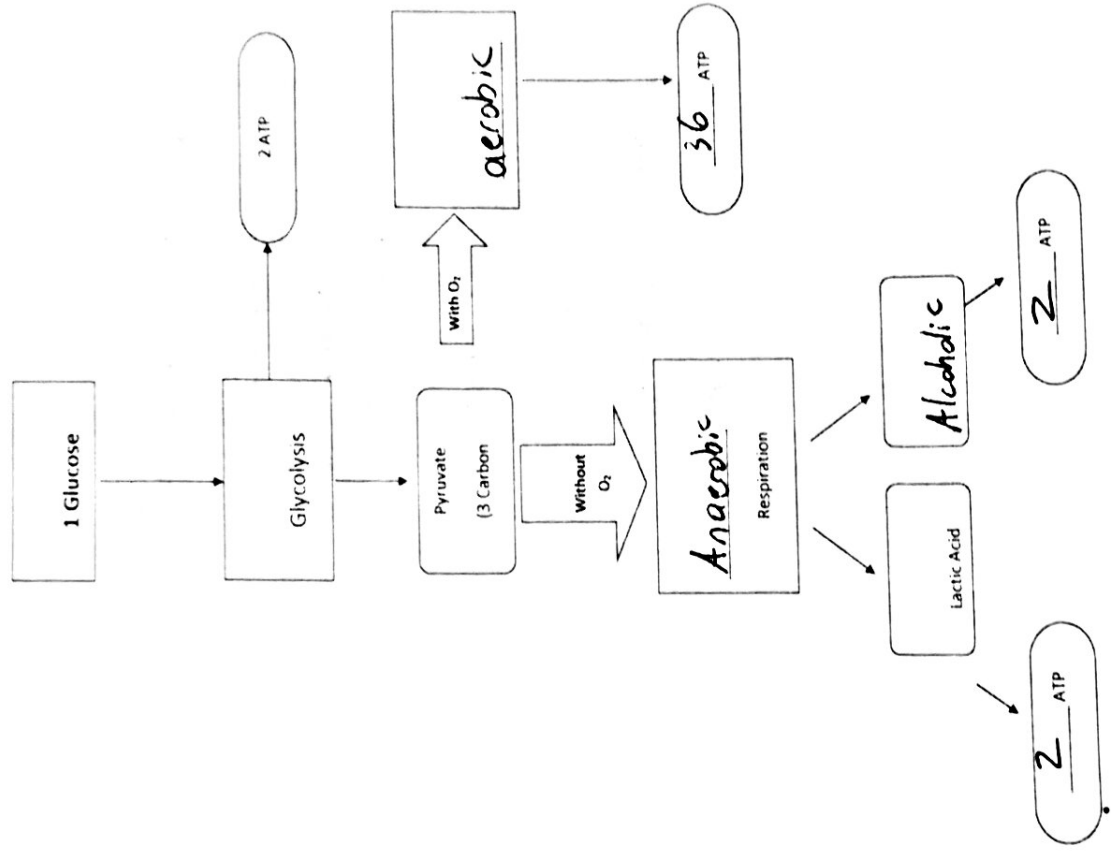 1 Glucose
Glycolysis
2 ATP
Pyruvate
(3 Carbon
With O₂
aerobic
36 ATP
Without
O₂
Anaerobic
Respiration
Lactic Acid
Alcoholic
2 ATP
2 ATP